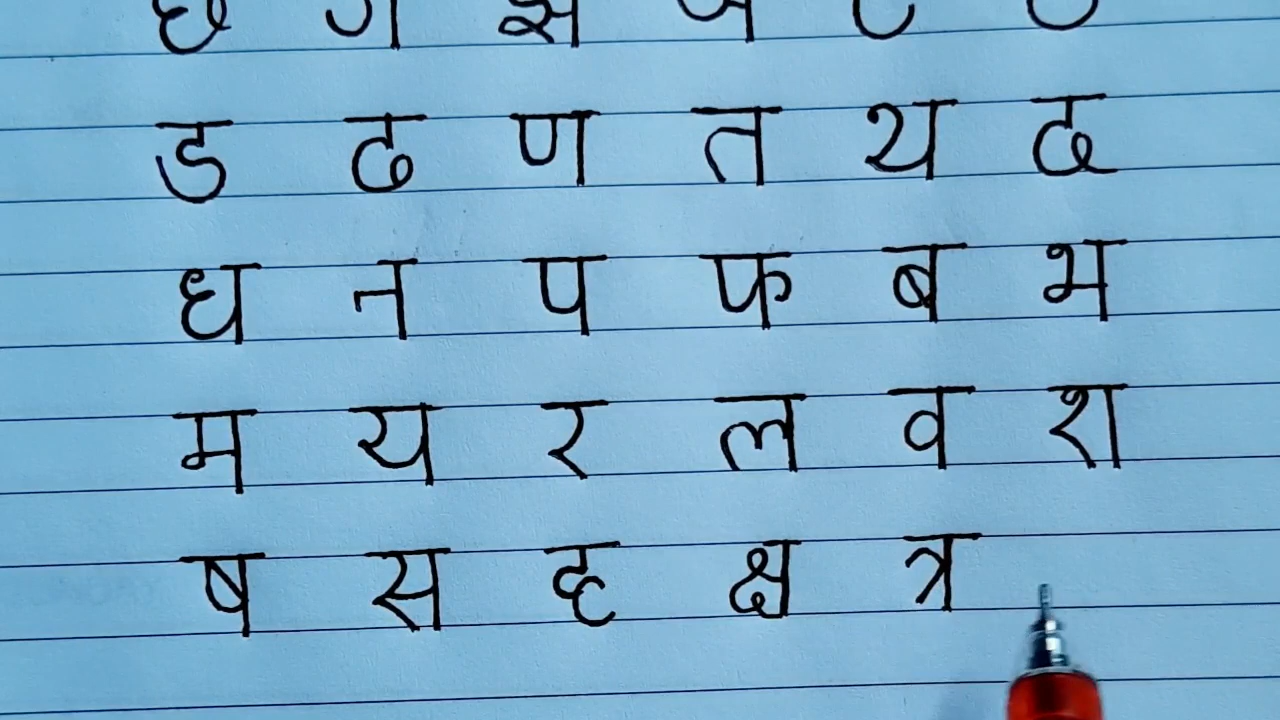 ड ढ ण त थ द
ध न प फ ब भ
म य र ल व श
ष स ह क्ष त्र